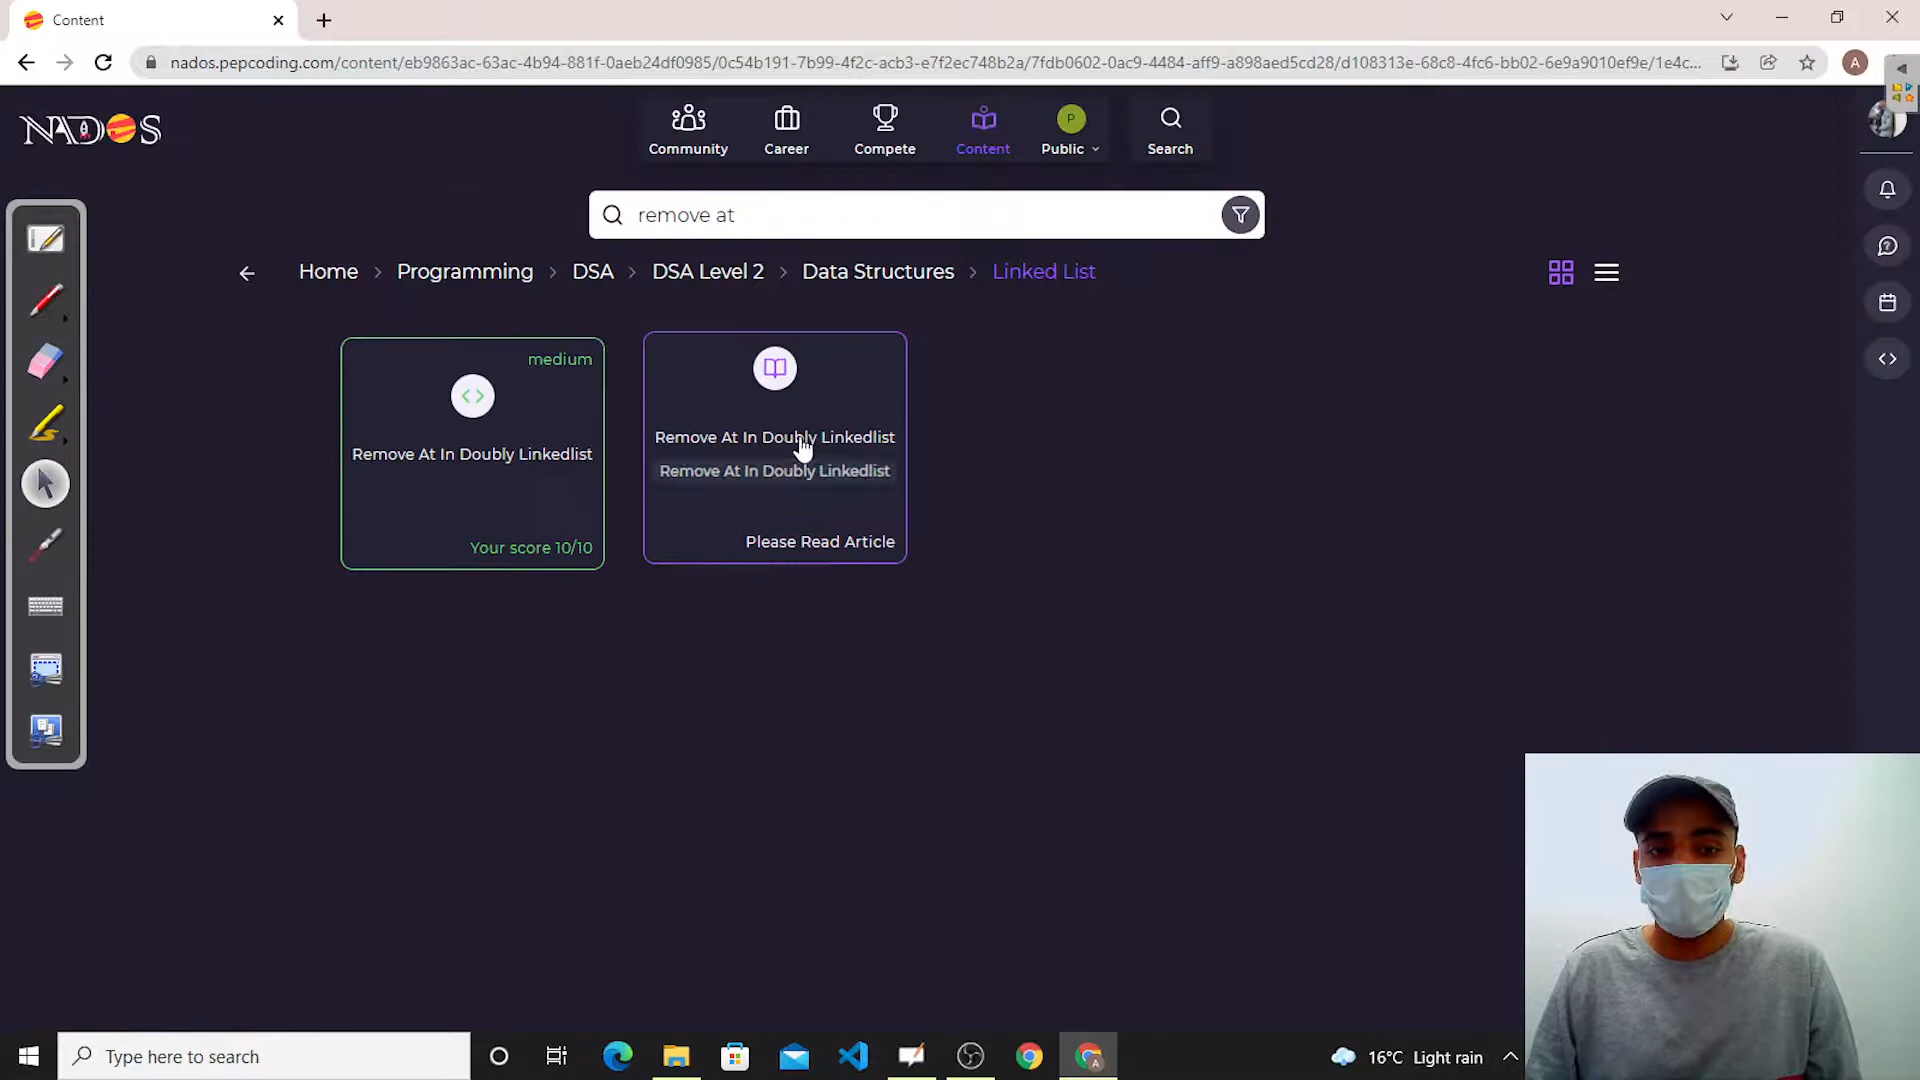 Content
nados.pepcoding.com/content/eb9863ac-63ac-4b94-881f-0aeb24df0985/0c54b191-7b99-4f2c-acb3-e7f2ec748b2a/7fdb0602-0ac9-4484-aff9-a898aed5cd28/d108313e-68c8-4fc6-bb02-6e9a9010ef9e/1e4c...
A
NADOS
Community
Career
Compete
Content
P
Public
Search
remove at
Home > Programming > DSA > DSA Level 2 > Data Structures > Linked List
medium
Remove At In Doubly Linkedlist
Your score 10/10
Remove At In Doubly Linkedlist
Remove At In Doubly Linkedlist
Please Read Article
Type here to search
16°C Light rain